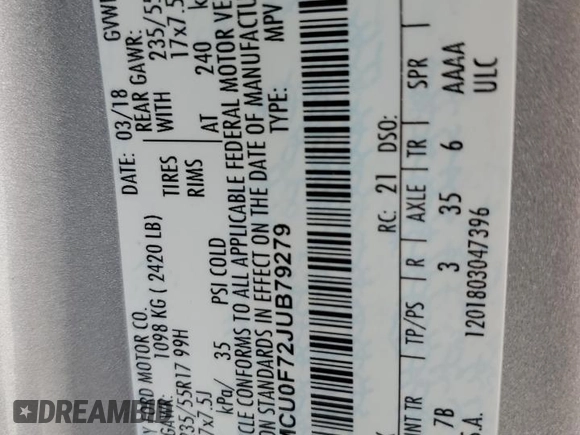 Y FORD MOTOR CO.
DATE: 03/18
GVW
GAWR: 1098 KG ( 2420 LB)
REAR GAWR:
235/55R17 99H
TIRES
WITH
235/55
17x7.5J
RIMS
17x7.5
kPa/ 35 PSI COLD
AT 240
CLE CONFORMS TO ALL APPLICABLE FEDERAL MOTOR VE
ON STANDARDS IN EFFECT ON THE DATE OF MANUFACTU
MCU0F72JUB79279
TYPE: MPV
RC: 21 DSO:
INT TR TP/PS R AXLE TR SPR
7B 3 35 6 AAAA
S.A. 1201803047396 ULC
DREAMBID